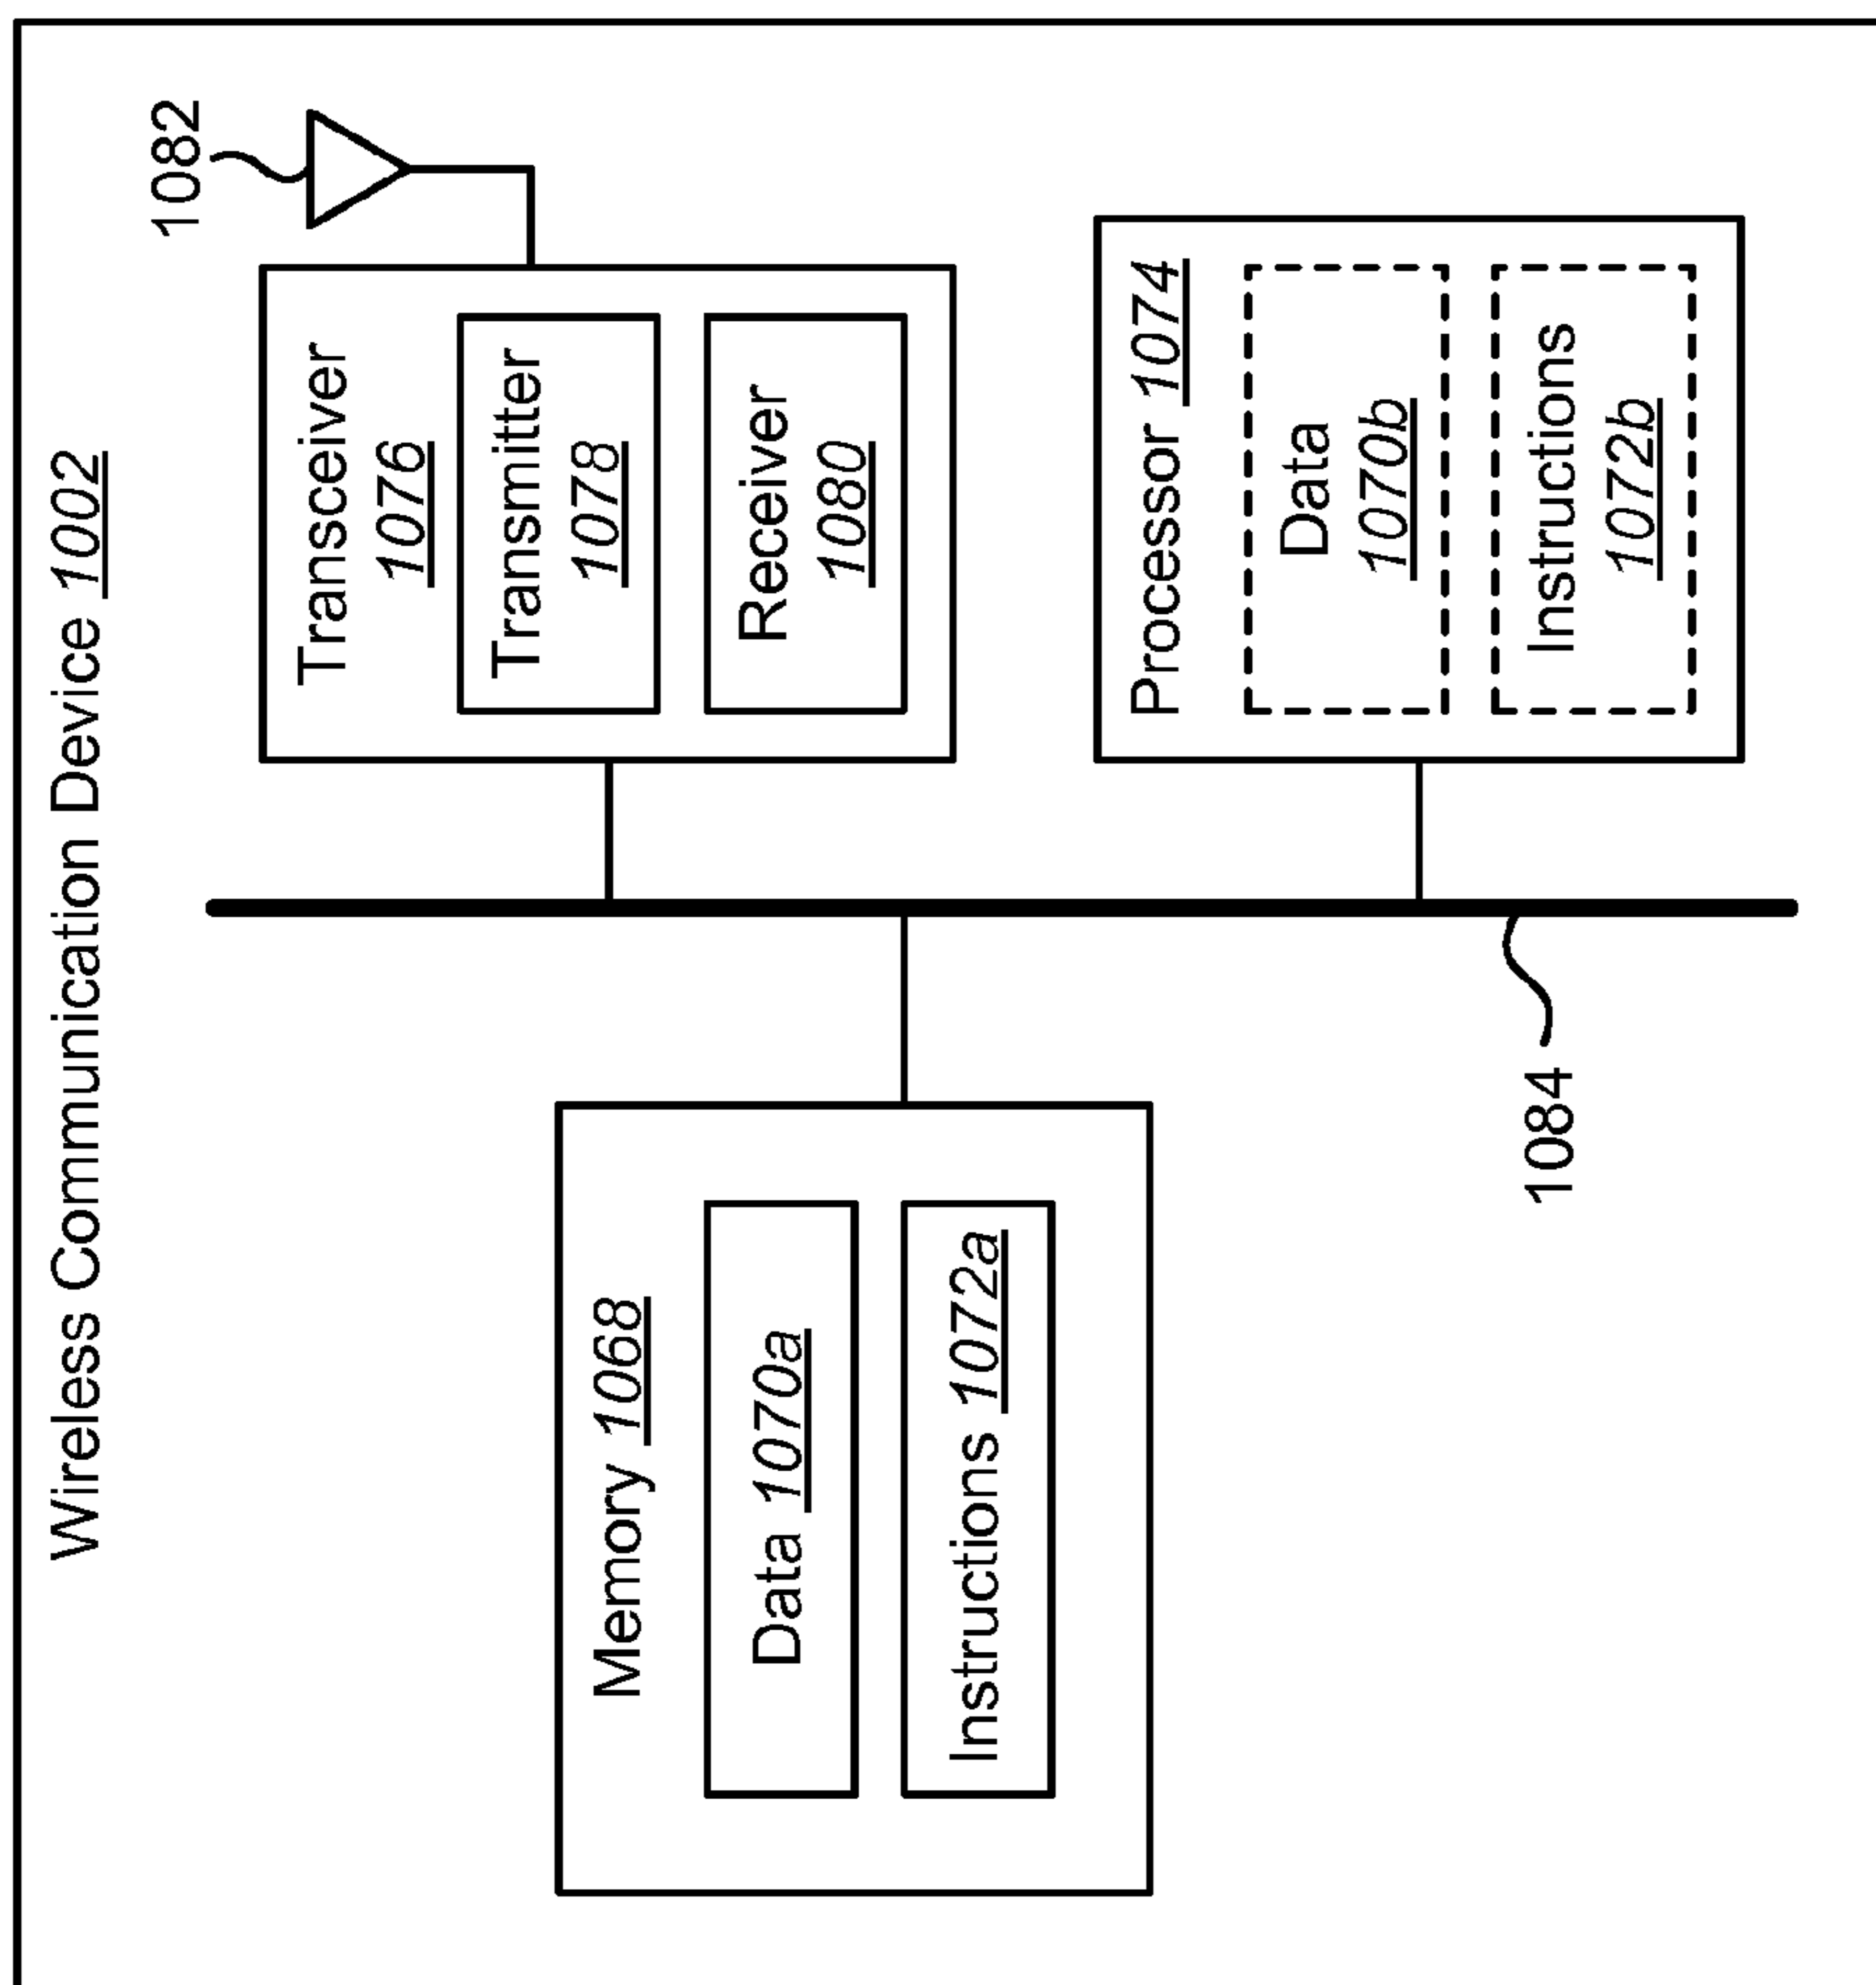 Wireless Communication Device 1002
1082
Transceiver
1076
Transmitter
1078
Receiver
1080
Memory 1068
Data 1070a
Instructions 1072a
Processor 1074
Data
1070b
Instructions
1072b
1084